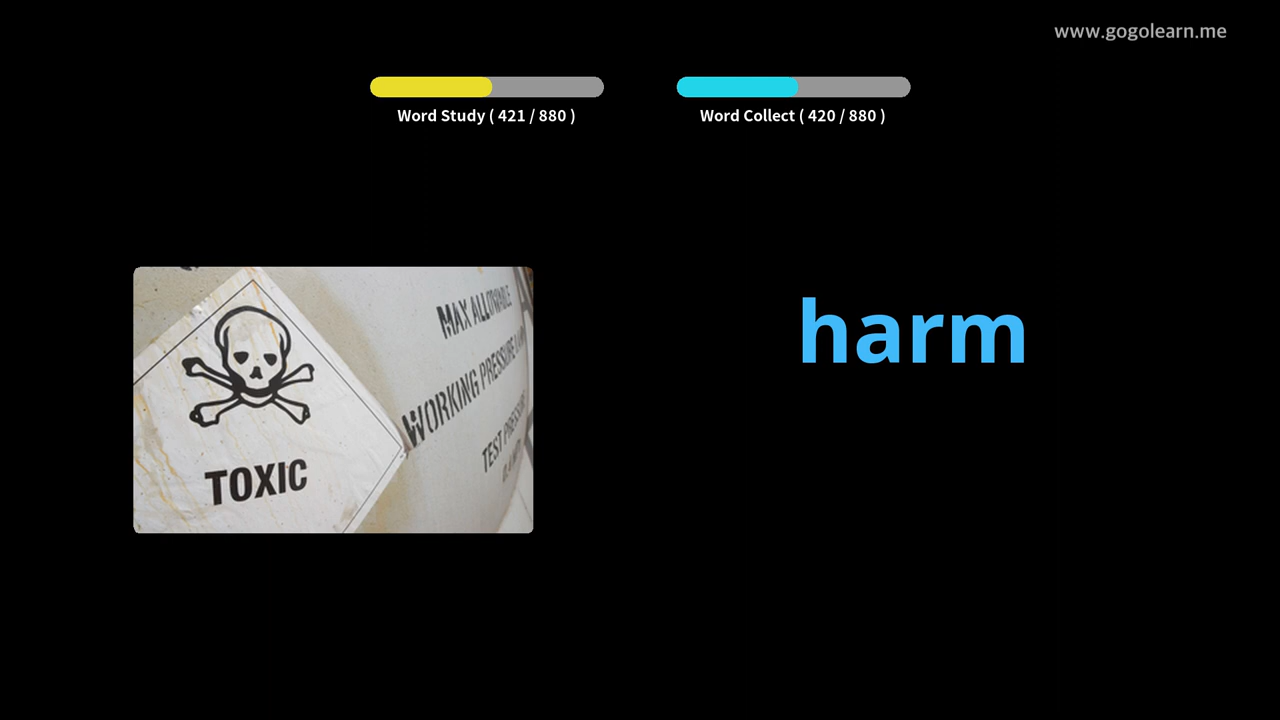 www.gogolearn.me
Word Study ( 421 / 880 )
Word Collect ( 420 / 880 )
MAX ALLOWABLE
WORKING PRESSURE
TEST PRESSURE
TOXIC
harm